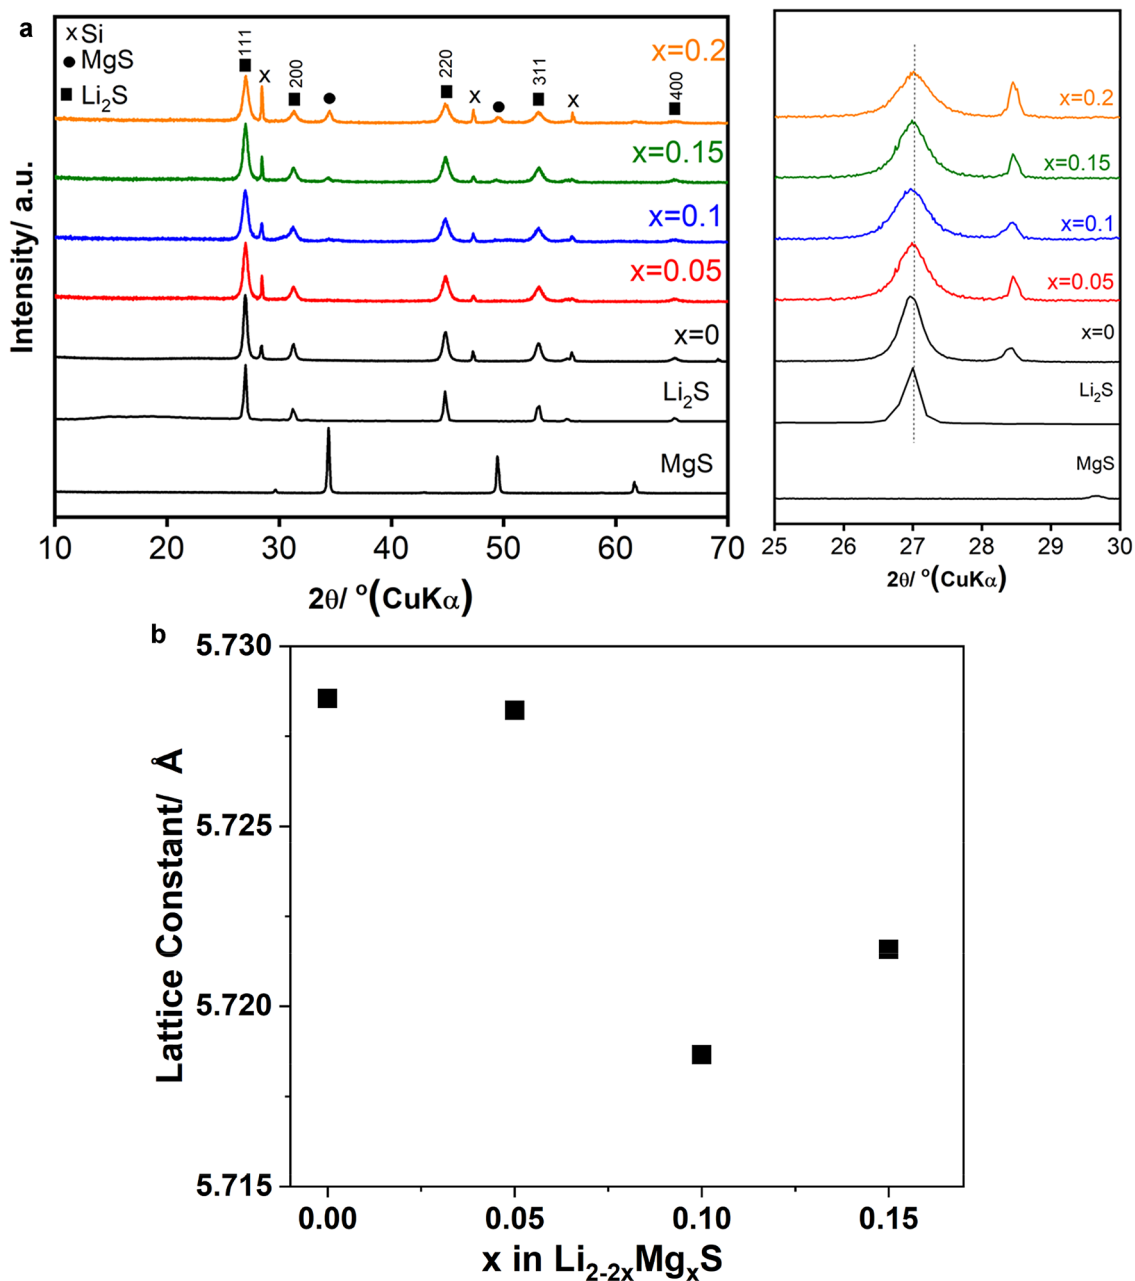 a
x Si
● MgS
■ Li₂S
111
200
220
311
400
x
x
x
x=0.2
x=0.15
x=0.1
x=0.05
x=0
Li₂S
MgS
Intensity/ a.u.
10 20 30 40 50 60 70
2θ/ °(CuKα)
x=0.2
x=0.15
x=0.1
x=0.05
x=0
Li₂S
MgS
25 26 27 28 29 30
2θ/ °(CuKα)
b
5.730
5.725
5.720
5.715
Lattice Constant/ Å
0.00 0.05 0.10 0.15
x in Li₂₋₂ₓMgₓS